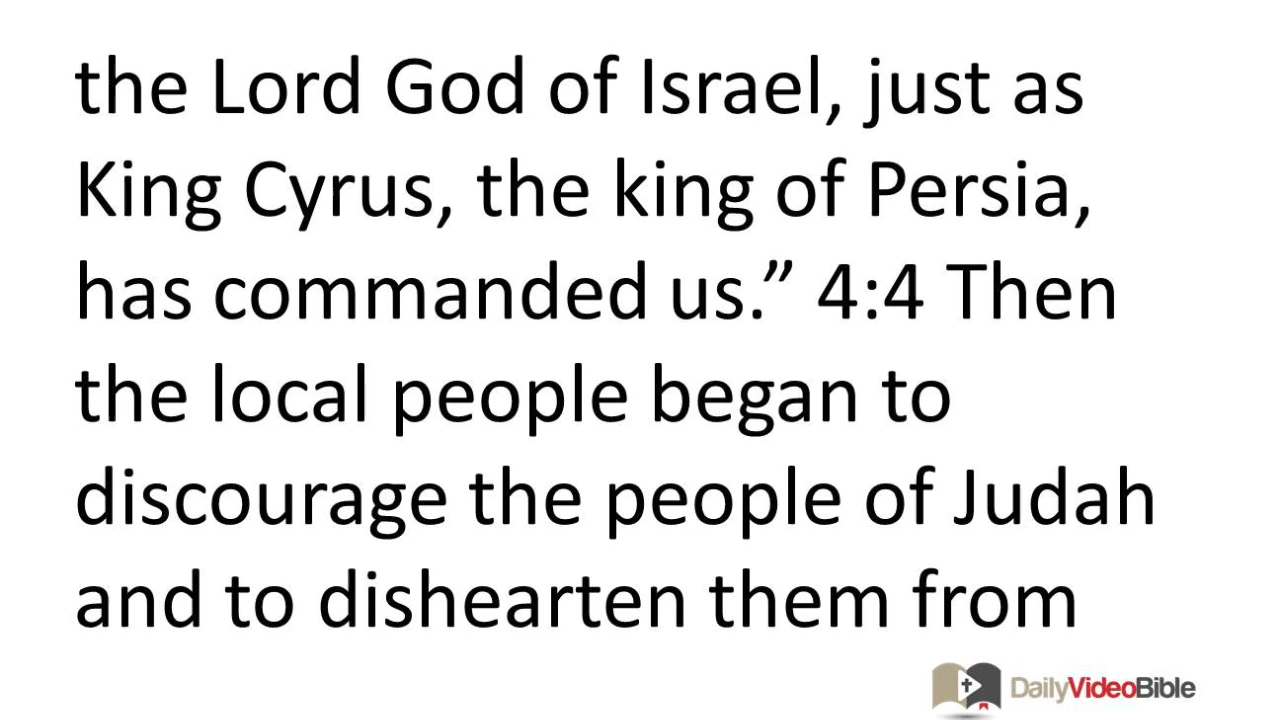 the Lord God of Israel, just as
King Cyrus, the king of Persia,
has commanded us.” 4:4 Then
the local people began to
discourage the people of Judah
and to dishearten them from
DailyVideoBible